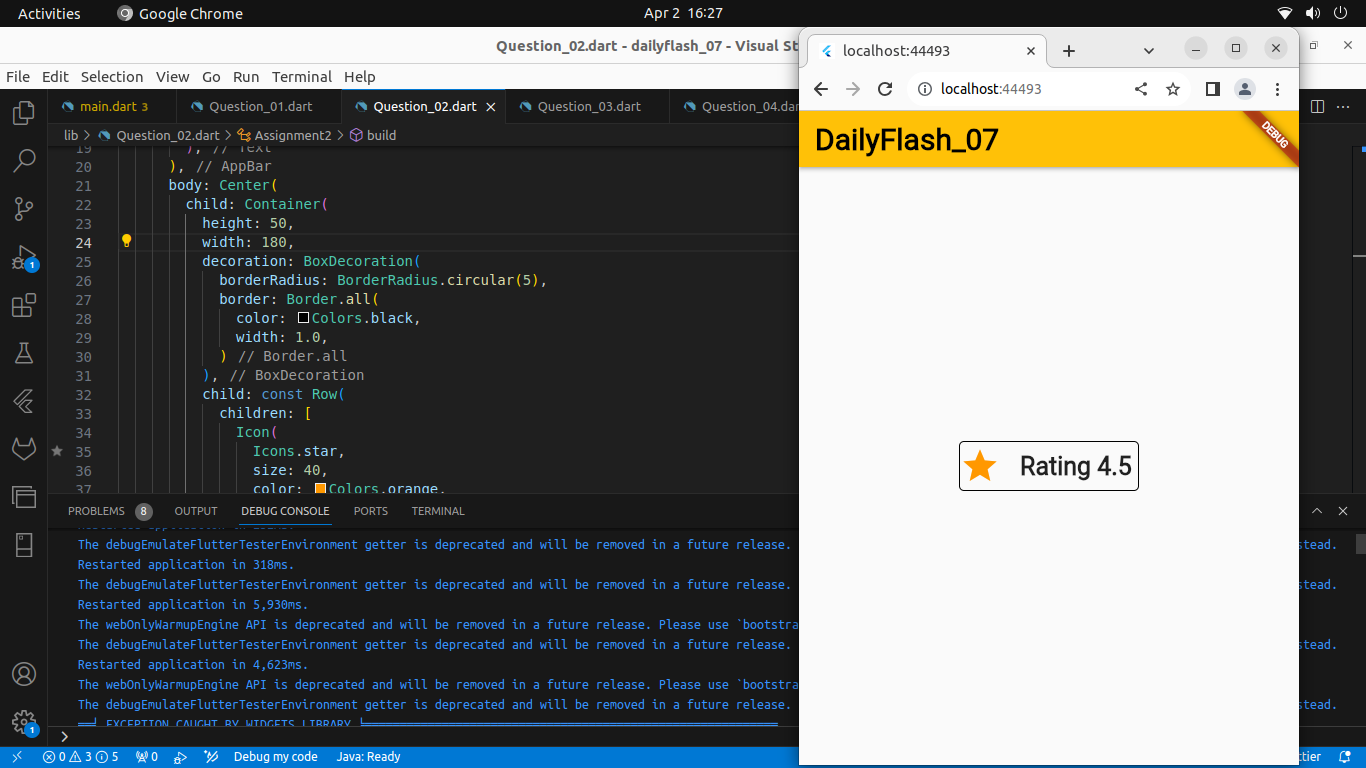 Activities
Google Chrome
Apr 2 16:27
Question_02.dart - dailyflash_07 - Visual St
File Edit Selection View Go Run Terminal Help
main.dart 3
Question_01.dart
Question_02.dart
Question_03.dart
Question_04.dar
lib > Question_02.dart > Assignment2 > build
19 ), // Text
20 ), // AppBar
21 body: Center(
22 child: Container(
23 height: 50,
24 width: 180,
25 decoration: BoxDecoration(
26 borderRadius: BorderRadius.circular(5),
27 border: Border.all(
28 color: Colors.black,
29 width: 1.0,
30 ) // Border.all
31 ), // BoxDecoration
32 child: const Row(
33 children: [
34 Icon(
35 Icons.star,
36 size: 40,
37 color: Colors.orange,
PROBLEMS 8 OUTPUT DEBUG CONSOLE PORTS TERMINAL
The debugEmulateFlutterTesterEnvironment getter is deprecated and will be removed in a future release. stead.
Restarted application in 318ms.
The debugEmulateFlutterTesterEnvironment getter is deprecated and will be removed in a future release. stead.
Restarted application in 5,930ms.
The webOnlyWarmupEngine API is deprecated and will be removed in a future release. Please use `bootstra
The debugEmulateFlutterTesterEnvironment getter is deprecated and will be removed in a future release. stead.
Restarted application in 4,623ms.
The webOnlyWarmupEngine API is deprecated and will be removed in a future release. Please use `bootstra
The debugEmulateFlutterTesterEnvironment getter is deprecated and will be removed in a future release. stead.
══╡ EXCEPTION CAUGHT BY WIDGETS LIBRARY ╞══
1
1
0 3 5 0 Debug my code Java: Ready
ttier
localhost:44493
localhost:44493
DailyFlash_07
DEBUG
Rating 4.5